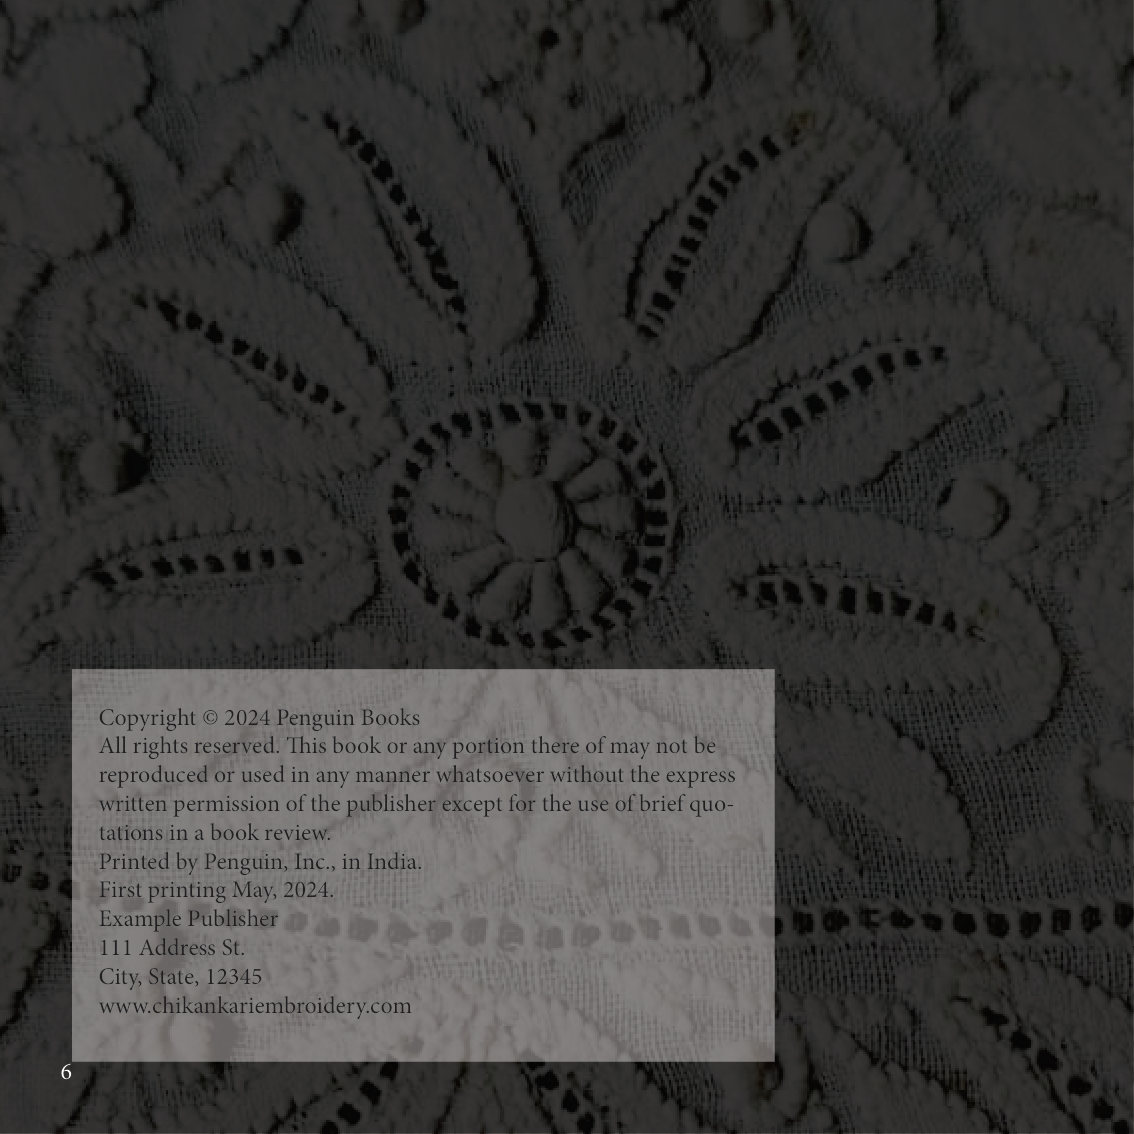 Copyright © 2024 Penguin Books
All rights reserved. This book or any portion there of may not be
reproduced or used in any manner whatsoever without the express
written permission of the publisher except for the use of brief quo-
tations in a book review.
Printed by Penguin, Inc., in India.
First printing May, 2024.
Example Publisher
111 Address St.
City, State, 12345
www.chikankariembroidery.com
6